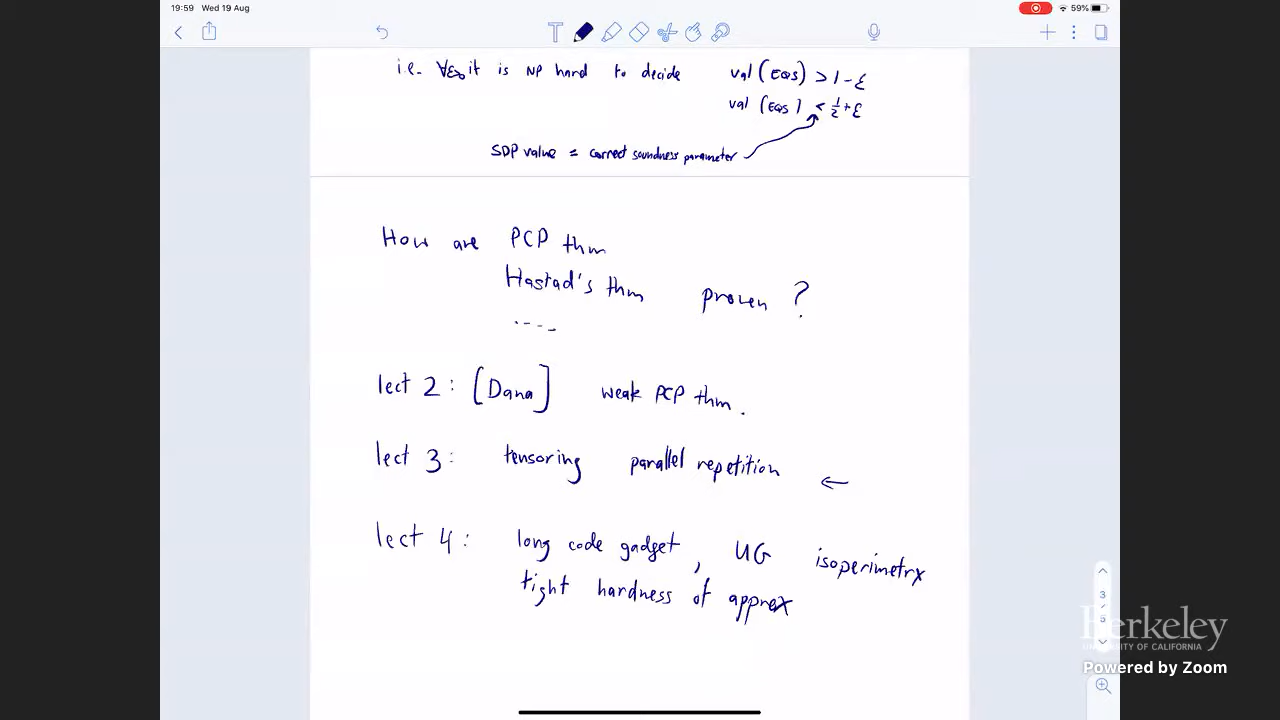 19:59 Wed 19 Aug
59%
i.e. ∀ε>0 it is NP hard to decide val (EQS) > 1-ε
val (EQS) < 1/2+ε
SDP value = correct soundness parameter
How are PCP thm
Hastad's thm proven ?
....
lect 2: [Dana] weak PCP thm.
lect 3: tensoring parallel repetition ←
lect 4: long code gadget, UG isoperimetry
tight hardness of approx
3
/
5
Berkeley
UNIVERSITY OF CALIFORNIA
Powered by Zoom